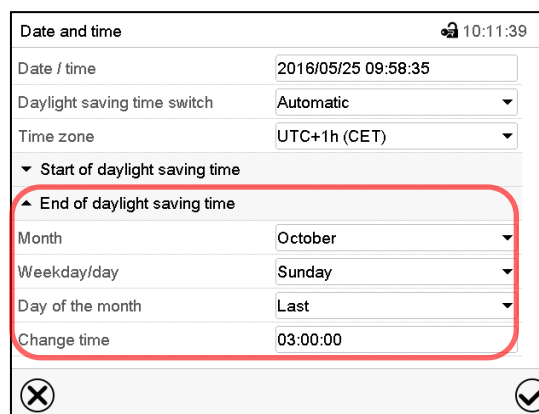 Date and time 10:11:39
Date / time 2016/05/25 09:58:35
Daylight saving time switch Automatic
Time zone UTC+1h (CET)
Start of daylight saving time
End of daylight saving time
Month October
Weekday/day Sunday
Day of the month Last
Change time 03:00:00